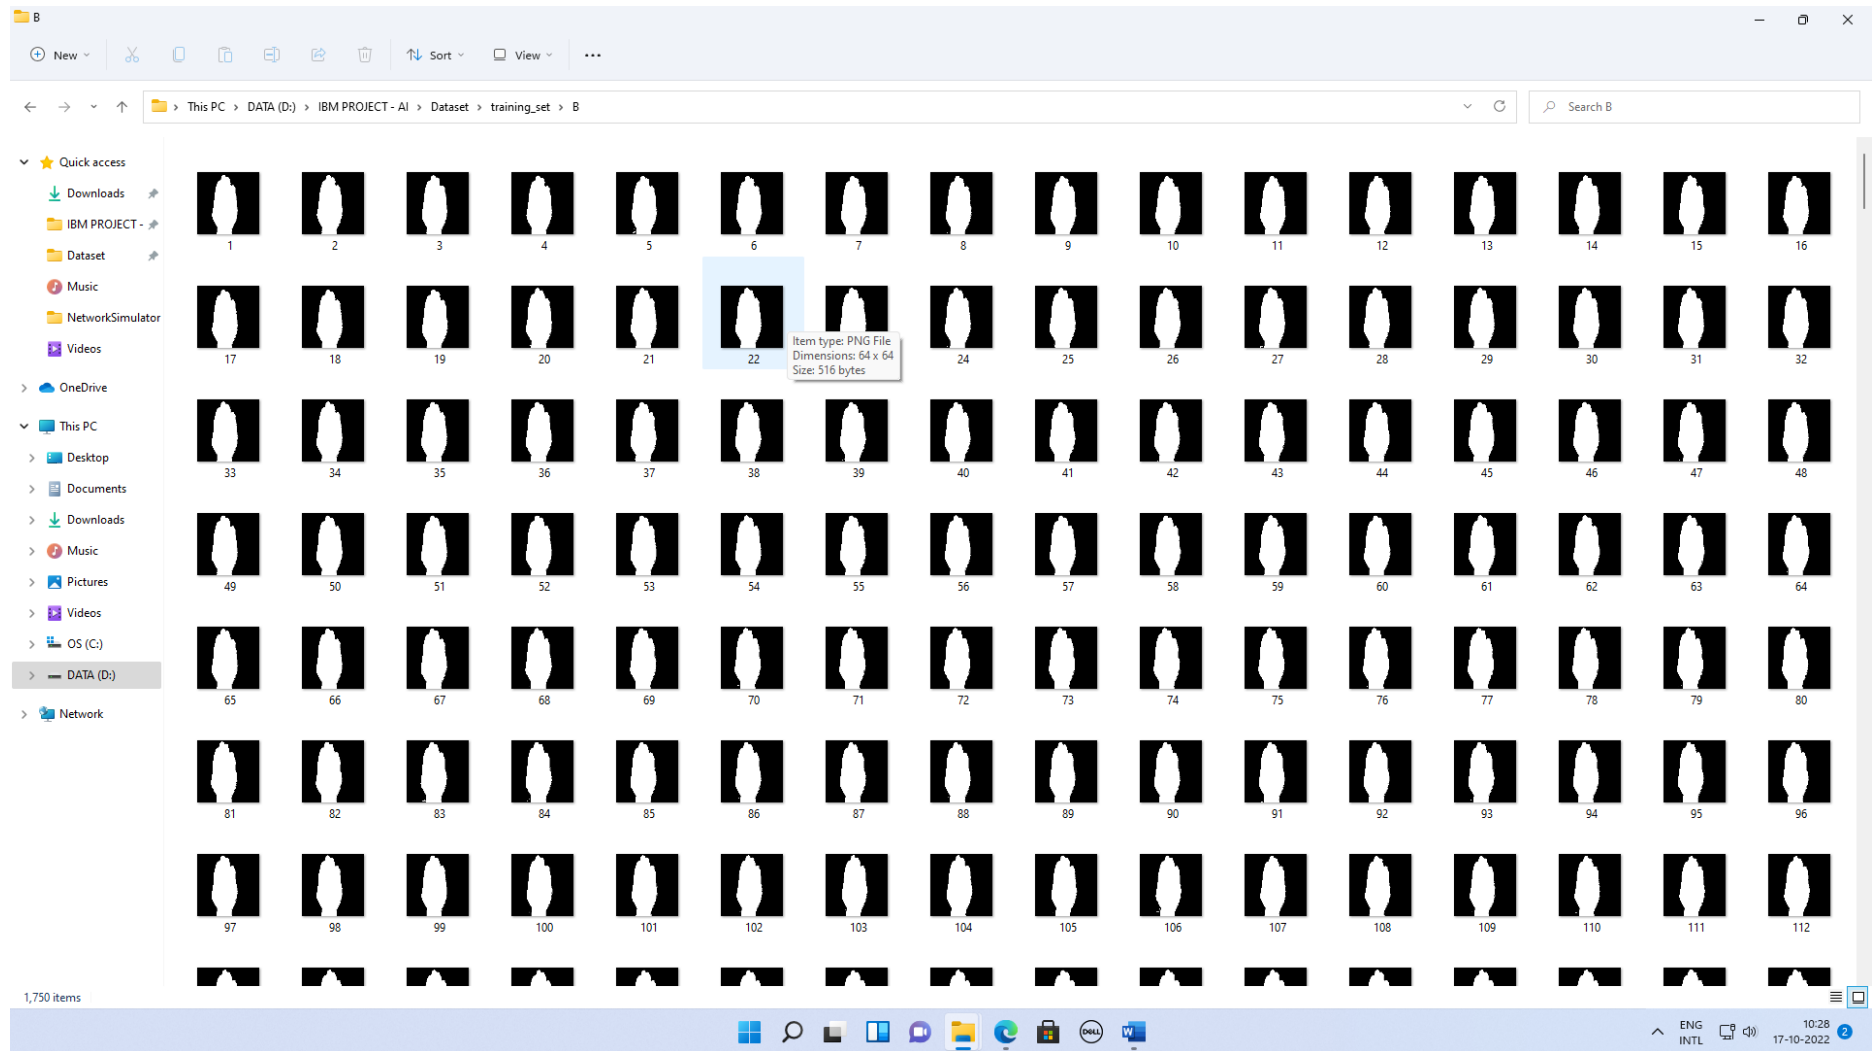 B
New
Sort
View
This PC > DATA (D:) > IBM PROJECT - AI > Dataset > training_set > B
Search B
Quick access
Downloads
IBM PROJECT -
Dataset
Music
NetworkSimulator
Videos
OneDrive
This PC
Desktop
Documents
Downloads
Music
Pictures
Videos
OS (C:)
DATA (D:)
Network
1 2 3 4 5 6 7 8 9 10 11 12 13 14 15 16
17 18 19 20 21 22 24 25 26 27 28 29 30 31 32
Item type: PNG File
Dimensions: 64 x 64
Size: 516 bytes
33 34 35 36 37 38 39 40 41 42 43 44 45 46 47 48
49 50 51 52 53 54 55 56 57 58 59 60 61 62 63 64
65 66 67 68 69 70 71 72 73 74 75 76 77 78 79 80
81 82 83 84 85 86 87 88 89 90 91 92 93 94 95 96
97 98 99 100 101 102 103 104 105 106 107 108 109 110 111 112
1,750 items
DELL
W
ENG
INTL
10:28
17-10-2022
2